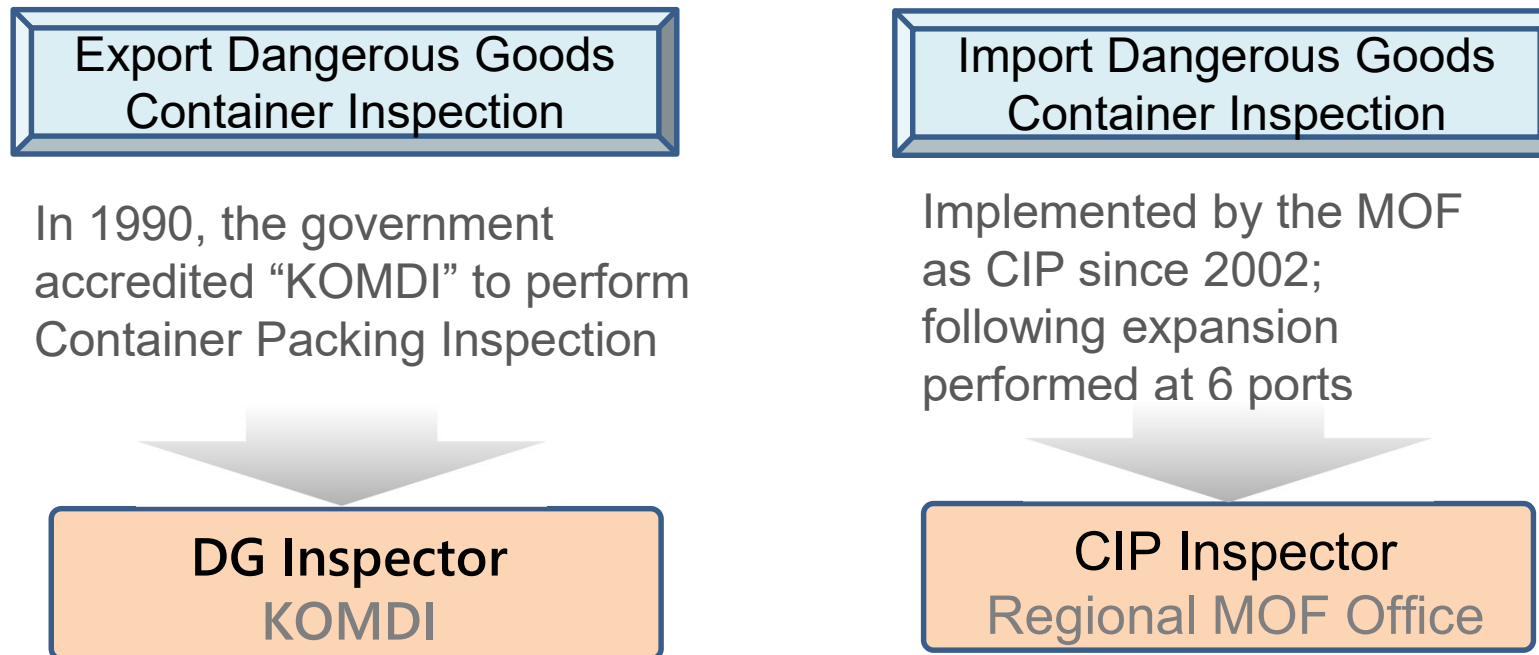 Export Dangerous Goods
Container Inspection
In 1990, the government
accredited “KOMDI” to perform
Container Packing Inspection
DG Inspector
KOMDI
Import Dangerous Goods
Container Inspection
Implemented by the MOF
as CIP since 2002;
following expansion
performed at 6 ports
CIP Inspector
Regional MOF Office